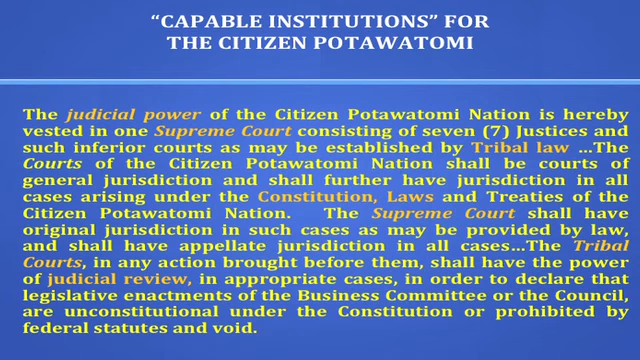 “CAPABLE INSTITUTIONS” FOR
THE CITIZEN POTAWATOMI
The judicial power of the Citizen Potawatomi Nation is hereby
vested in one Supreme Court consisting of seven (7) Justices and
such inferior courts as may be established by Tribal law …The
Courts of the Citizen Potawatomi Nation shall be courts of
general jurisdiction and shall further have jurisdiction in all
cases arising under the Constitution, Laws and Treaties of the
Citizen Potawatomi Nation. The Supreme Court shall have
original jurisdiction in such cases as may be provided by law,
and shall have appellate jurisdiction in all cases…The Tribal
Courts, in any action brought before them, shall have the power
of judicial review, in appropriate cases, in order to declare that
legislative enactments of the Business Committee or the Council,
are unconstitutional under the Constitution or prohibited by
federal statutes and void.